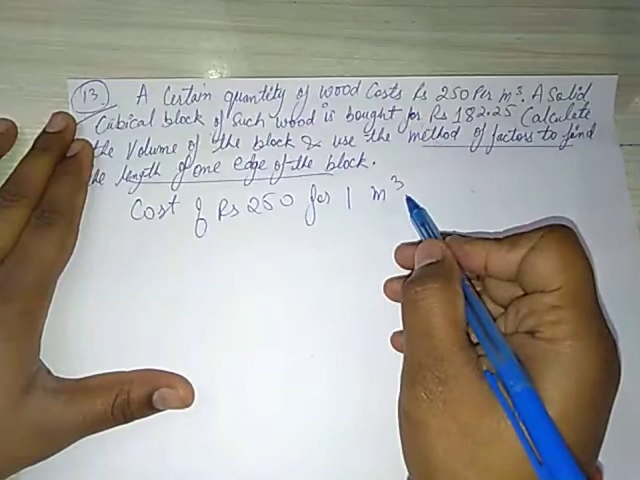 13. A Certain quantity of wood Costs Rs 250 Per m³. A Solid
Cubical block of Such wood is bought for Rs 182.25 Calculate
the Volume of the block & use the method of factors to find
he length of one edge of the block.
Cost of Rs 250 for 1 m³